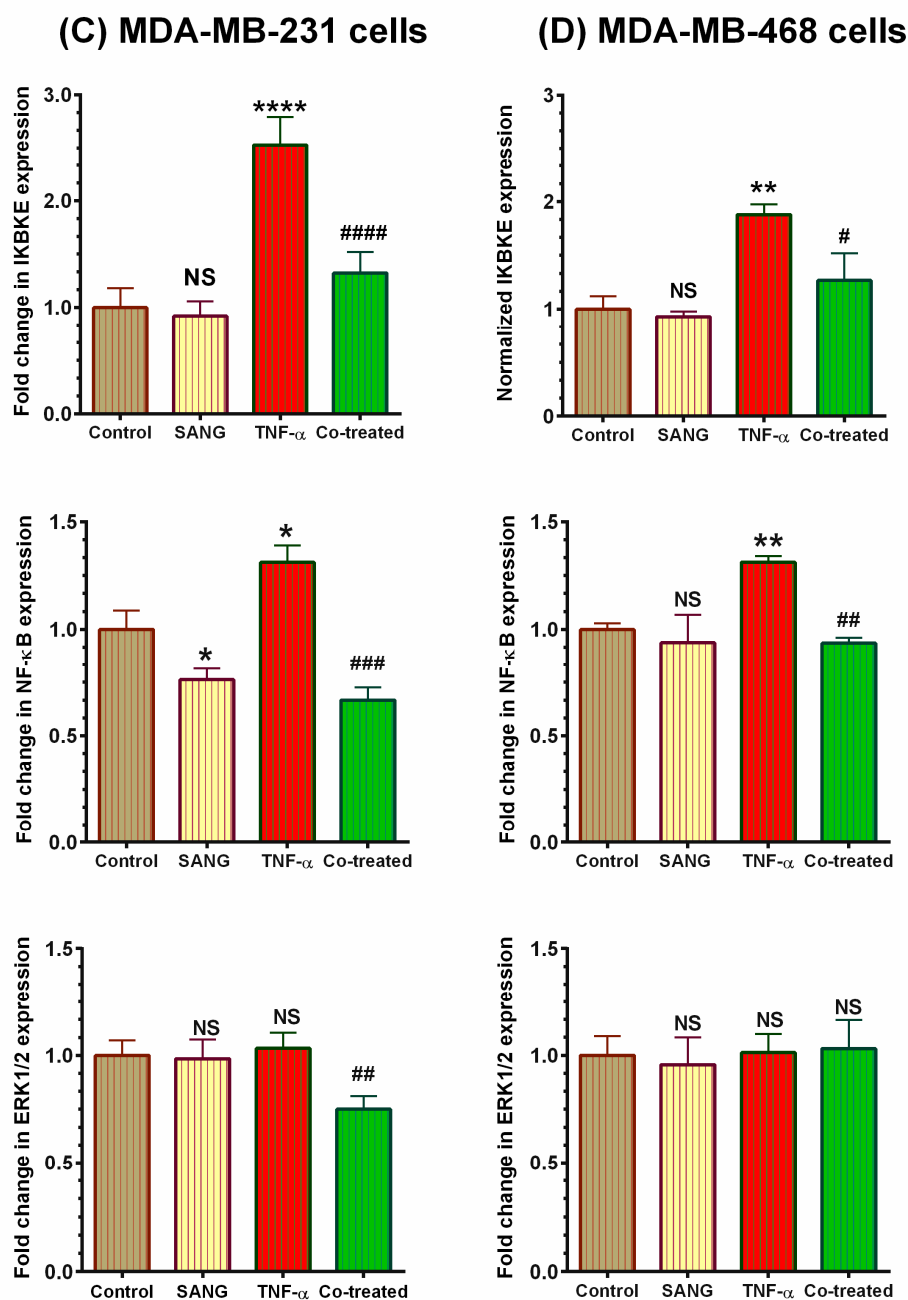 (C) MDA-MB-231 cells
Fold change in IKBKE expression
3.0
2.0
1.0
0.0
NS
****
####
Control SANG TNF-α Co-treated
(D) MDA-MB-468 cells
Normalized IKBKE expression
3
2
1
0
NS
**
#
Control SANG TNF-α Co-treated
Fold change in NF-κB expression
1.5
1.0
0.5
0.0
*
*
###
Control SANG TNF-α Co-treated
Fold change in NF-κB expression
1.5
1.0
0.5
0.0
NS
**
##
Control SANG TNF-α Co-treated
Fold change in ERK1/2 expression
1.5
1.0
0.5
0.0
NS
NS
##
Control SANG TNF-α Co-treated
Fold change in ERK1/2 expression
1.5
1.0
0.5
0.0
NS
NS
NS
Control SANG TNF-α Co-treated